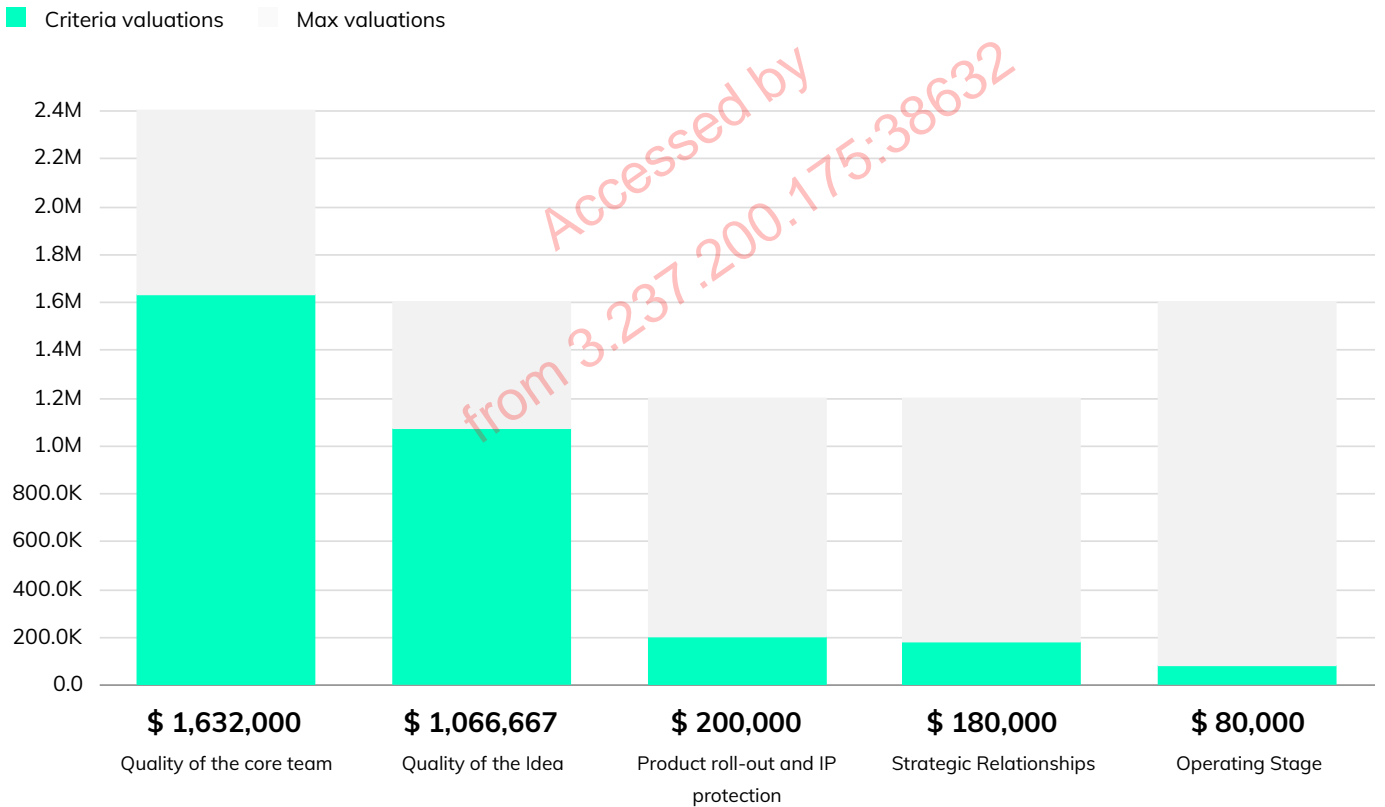 Criteria valuations Max valuations
Accessed by
from 3.237.200.175:38632
2.4M
2.2M
2.0M
1.8M
1.6M
1.4M
1.2M
1.0M
800.0K
600.0K
400.0K
200.0K
0.0
$ 1,632,000 $ 1,066,667 $ 200,000 $ 180,000 $ 80,000
Quality of the core team Quality of the Idea Product roll-out and IP Strategic Relationships Operating Stage
protection